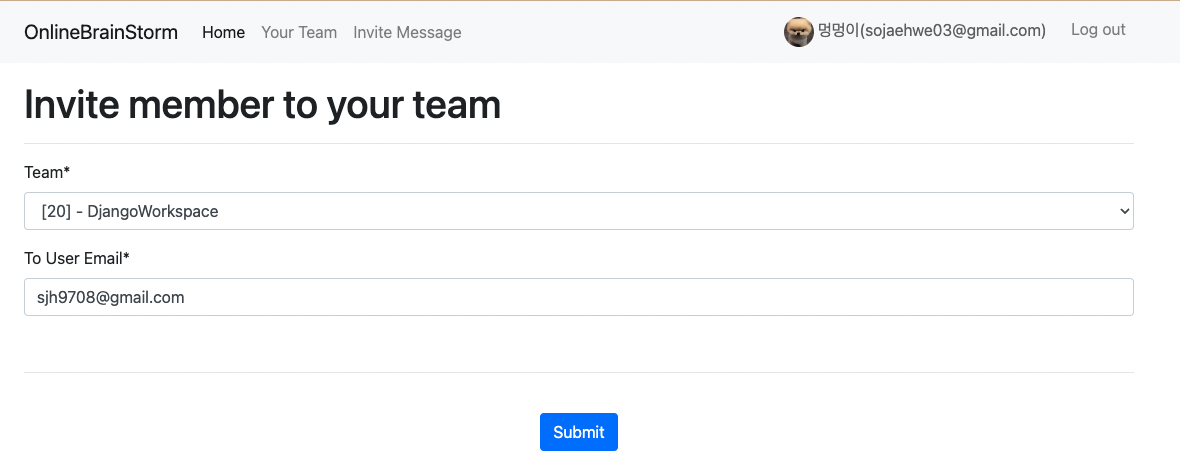 OnlineBrainStorm Home Your Team Invite Message 멍멍이(sojaehwe03@gmail.com) Log out
Invite member to your team
Team*
[20] - DjangoWorkspace
To User Email*
sjh9708@gmail.com
Submit